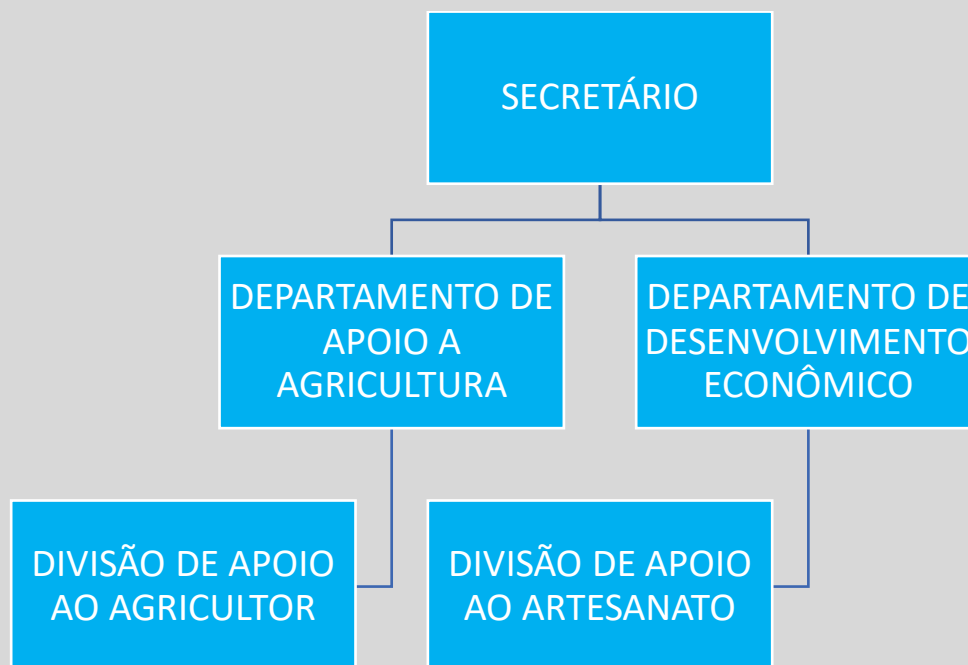 SECRETÁRIO
DEPARTAMENTO DE
APOIO A
AGRICULTURA
DEPARTAMENTO DE
DESENVOLVIMENTO
ECONÔMICO
DIVISÃO DE APOIO
AO AGRICULTOR
DIVISÃO DE APOIO
AO ARTESANATO